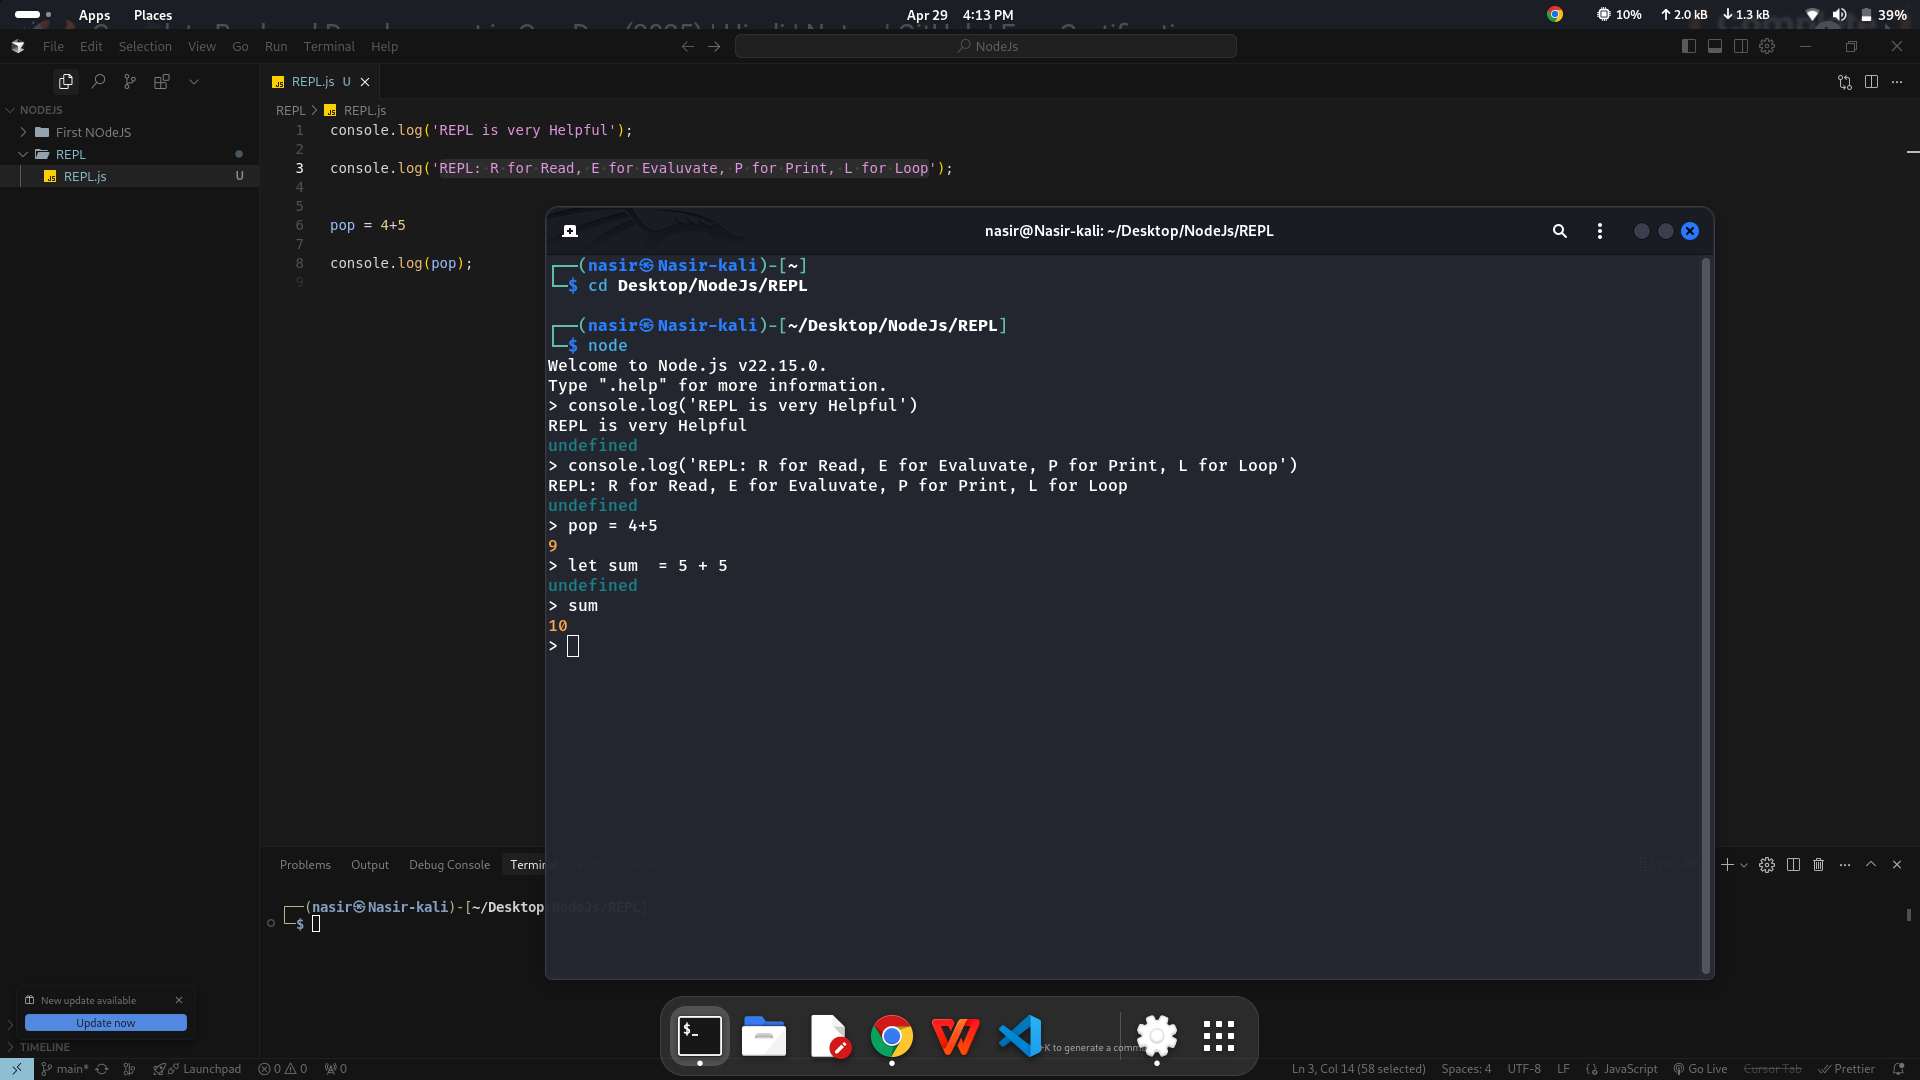 Apps Places
Apr 29 4:13 PM
10% 2.0 kB 1.3 kB 39%
File Edit Selection View Go Run Terminal Help
NodeJs
REPL.js U
NODEJS
First NOdeJS
REPL
REPL.js U
REPL > REPL.js
1 console.log('REPL is very Helpful');
2
3 console.log('REPL: R for Read, E for Evaluvate, P for Print, L for Loop');
4
5
6 pop = 4+5
7
8 console.log(pop);
9
nasir@Nasir-kali: ~/Desktop/NodeJs/REPL
┌──(nasir㉿Nasir-kali)-[~]
└─$ cd Desktop/NodeJs/REPL
┌──(nasir㉿Nasir-kali)-[~/Desktop/NodeJs/REPL]
└─$ node
Welcome to Node.js v22.15.0.
Type ".help" for more information.
> console.log('REPL is very Helpful')
REPL is very Helpful
undefined
> console.log('REPL: R for Read, E for Evaluvate, P for Print, L for Loop')
REPL: R for Read, E for Evaluvate, P for Print, L for Loop
undefined
> pop = 4+5
9
> let sum  = 5 + 5
undefined
> sum
10
>
Problems Output Debug Console Terminal
┌──(nasir㉿Nasir-kali)-[~/Desktop/NodeJs/REPL]
└─$
New update available
Update now
K to generate a comm
TIMELINE
main* Launchpad 0 0 0
Ln 3, Col 14 (58 selected) Spaces: 4 UTF-8 LF JavaScript Go Live Cursor Tab Prettier